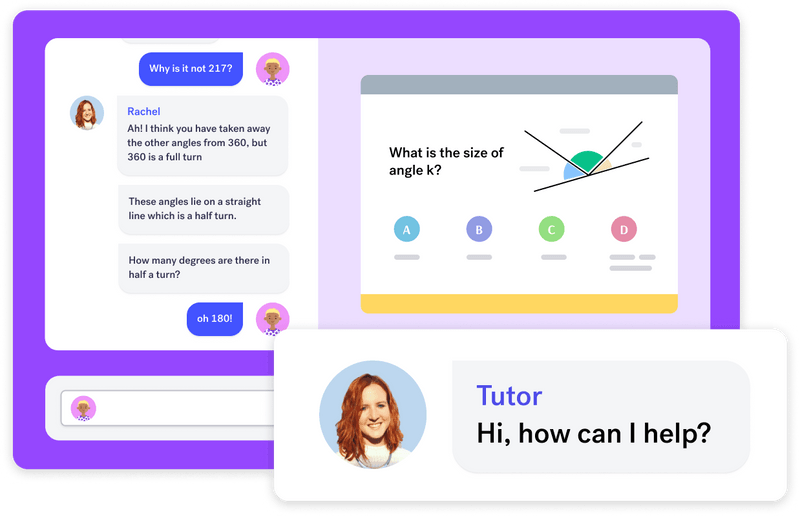 Why is it not 217?
Rachel
Ah! I think you have taken away
the other angles from 360, but
360 is a full turn
These angles lie on a straight
line which is a half turn.
How many degrees are there in
half a turn?
oh 180!
What is the size of
angle k?
A
B
C
D
Tutor
Hi, how can I help?